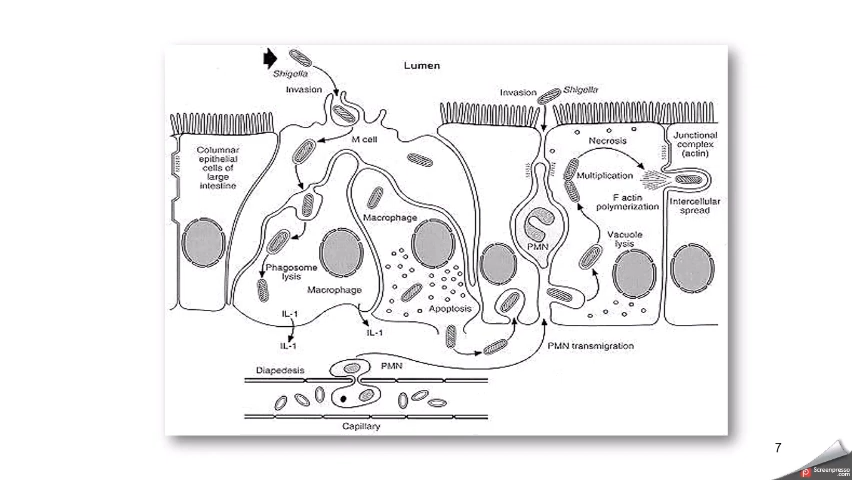 Lumen
Shigella
Invasion
M cell
Columnar
epithelial
cells of
large
intestine
Macrophage
Phagosome
lysis
Macrophage
Apoptosis
IL-1
IL-1
IL-1
Invasion
Shigella
Necrosis
Junctional
complex
(actin)
Multiplication
F actin
polymerization
Intercellular
spread
PMN
Vacuole
lysis
PMN transmigration
Diapedesis
PMN
Capillary
7
Screenpresso
.com